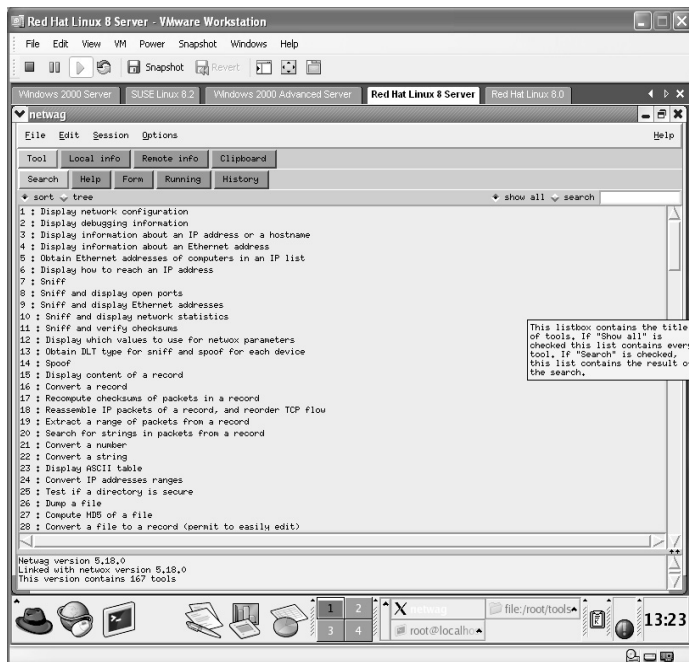 Red Hat Linux 8 Server - VMware Workstation
File Edit View VM Power Snapshot Windows Help
Snapshot Revert
Windows 2000 Server SUSE Linux 8.2 Windows 2000 Advanced Server Red Hat Linux 8 Server Red Hat Linux 8.0
netwag
File Edit Session Options Help
Tool Local info Remote info Clipboard
Search Help Form Running History
sort tree show all search
1 : Display network configuration
2 : Display debugging information
3 : Display information about an IP address or a hostname
4 : Display information about an Ethernet address
5 : Obtain Ethernet addresses of computers in an IP list
6 : Display how to reach an IP address
7 : Sniff
8 : Sniff and display open ports
9 : Sniff and display Ethernet addresses
10 : Sniff and display network statistics
11 : Sniff and verify checksums
12 : Display which values to use for netwox parameters
13 : Obtain DLT type for sniff and spoof for each device
14 : Spoof
15 : Display content of a record
16 : Convert a record
17 : Recompute checksums of packets in a record
18 : Reassemble IP packets of a record, and reorder TCP flow
19 : Extract a range of packets from a record
20 : Search for strings in packets from a record
21 : Convert a number
22 : Convert a string
23 : Display ASCII table
24 : Convert IP addresses ranges
25 : Test if a directory is secure
26 : Dump a file
27 : Compute MD5 of a file
28 : Convert a file to a record (permit to easily edit)
This listbox contains the title
of tools. If "Show all" is
checked this list contains every
tool. If "Search" is checked,
this list contains the result of
the search.
Netwag version 5.18.0
Linked with netwox version 5.18.0
This version contains 167 tools
1 2 netwag file:/root/tools
3 4 root@localho
13:23